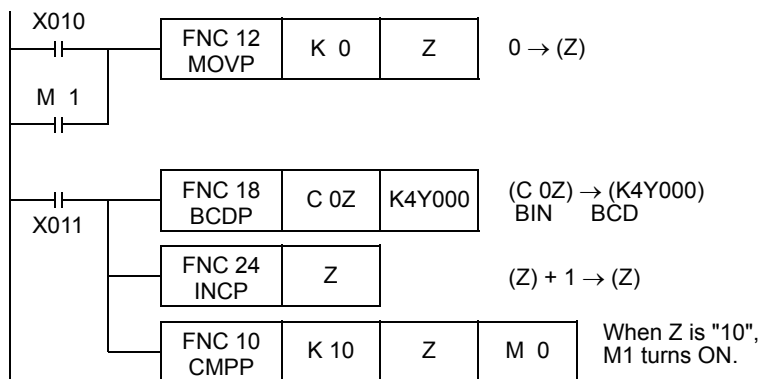 X010
FNC 12
MOVP
K 0
Z
0 → (Z)
M 1
X011
FNC 18
BCDP
C 0Z
K4Y000
(C 0Z) → (K4Y000)
BIN BCD
FNC 24
INCP
Z
(Z) + 1 → (Z)
FNC 10
CMPP
K 10
Z
M 0
When Z is "10",
M1 turns ON.